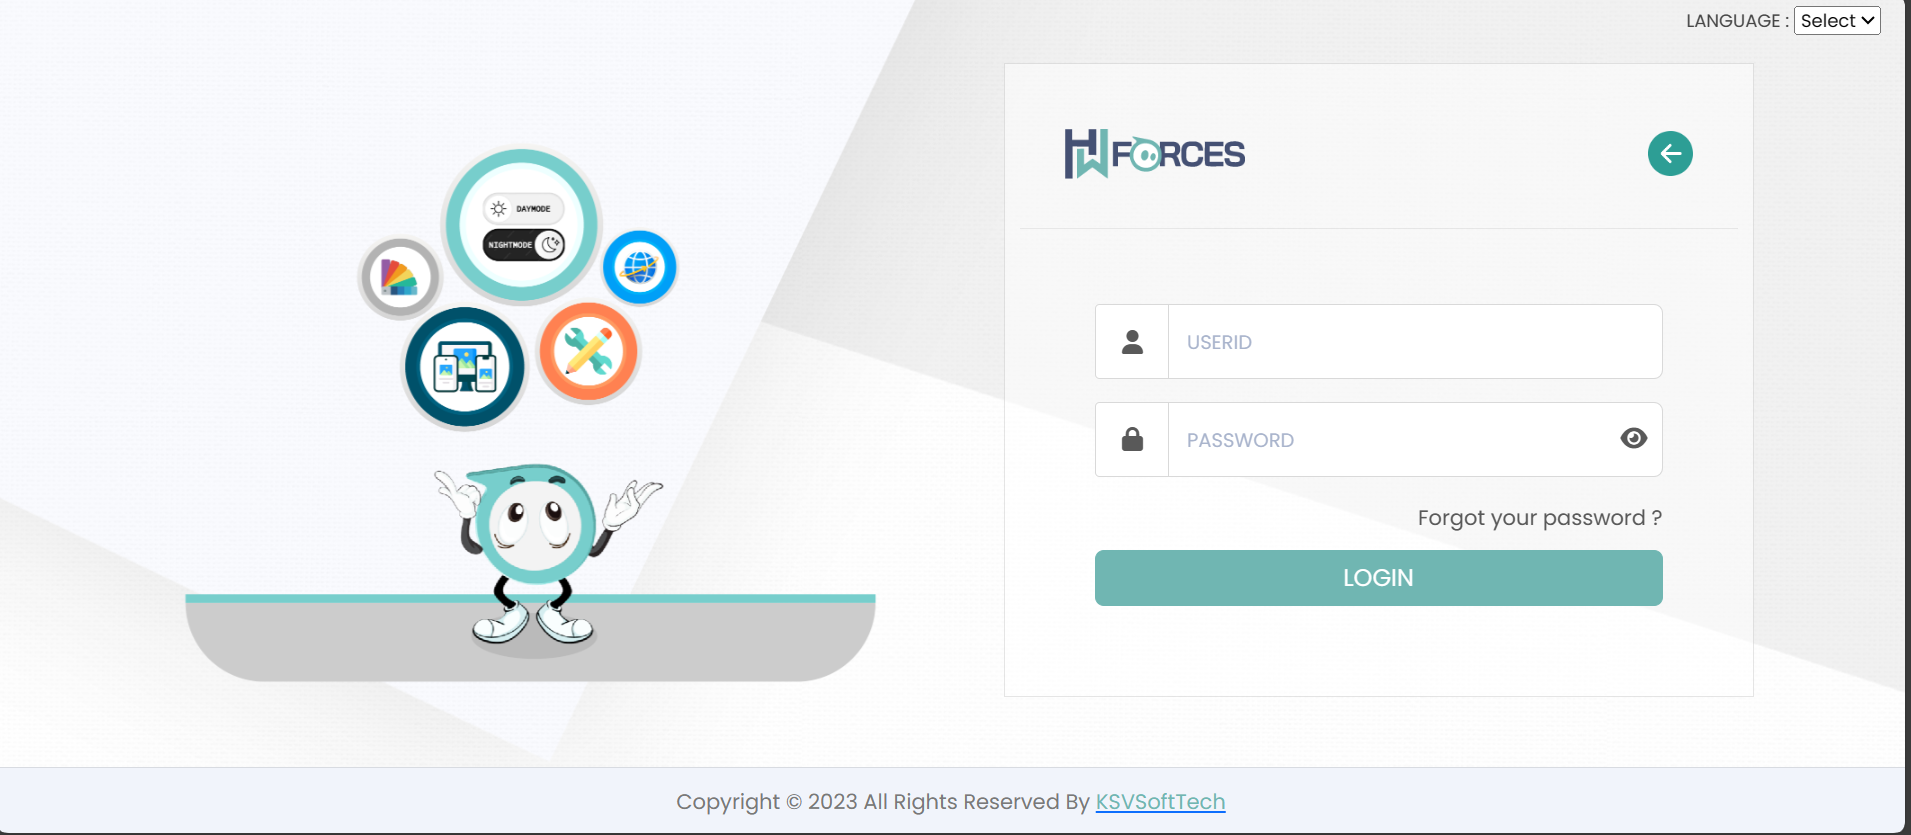 LANGUAGE : Select
HW FORCES
DAYMODE
NIGHTMODE
USERID
PASSWORD
Forgot your password ?
LOGIN
Copyright © 2023 All Rights Reserved By KSVSoftTech